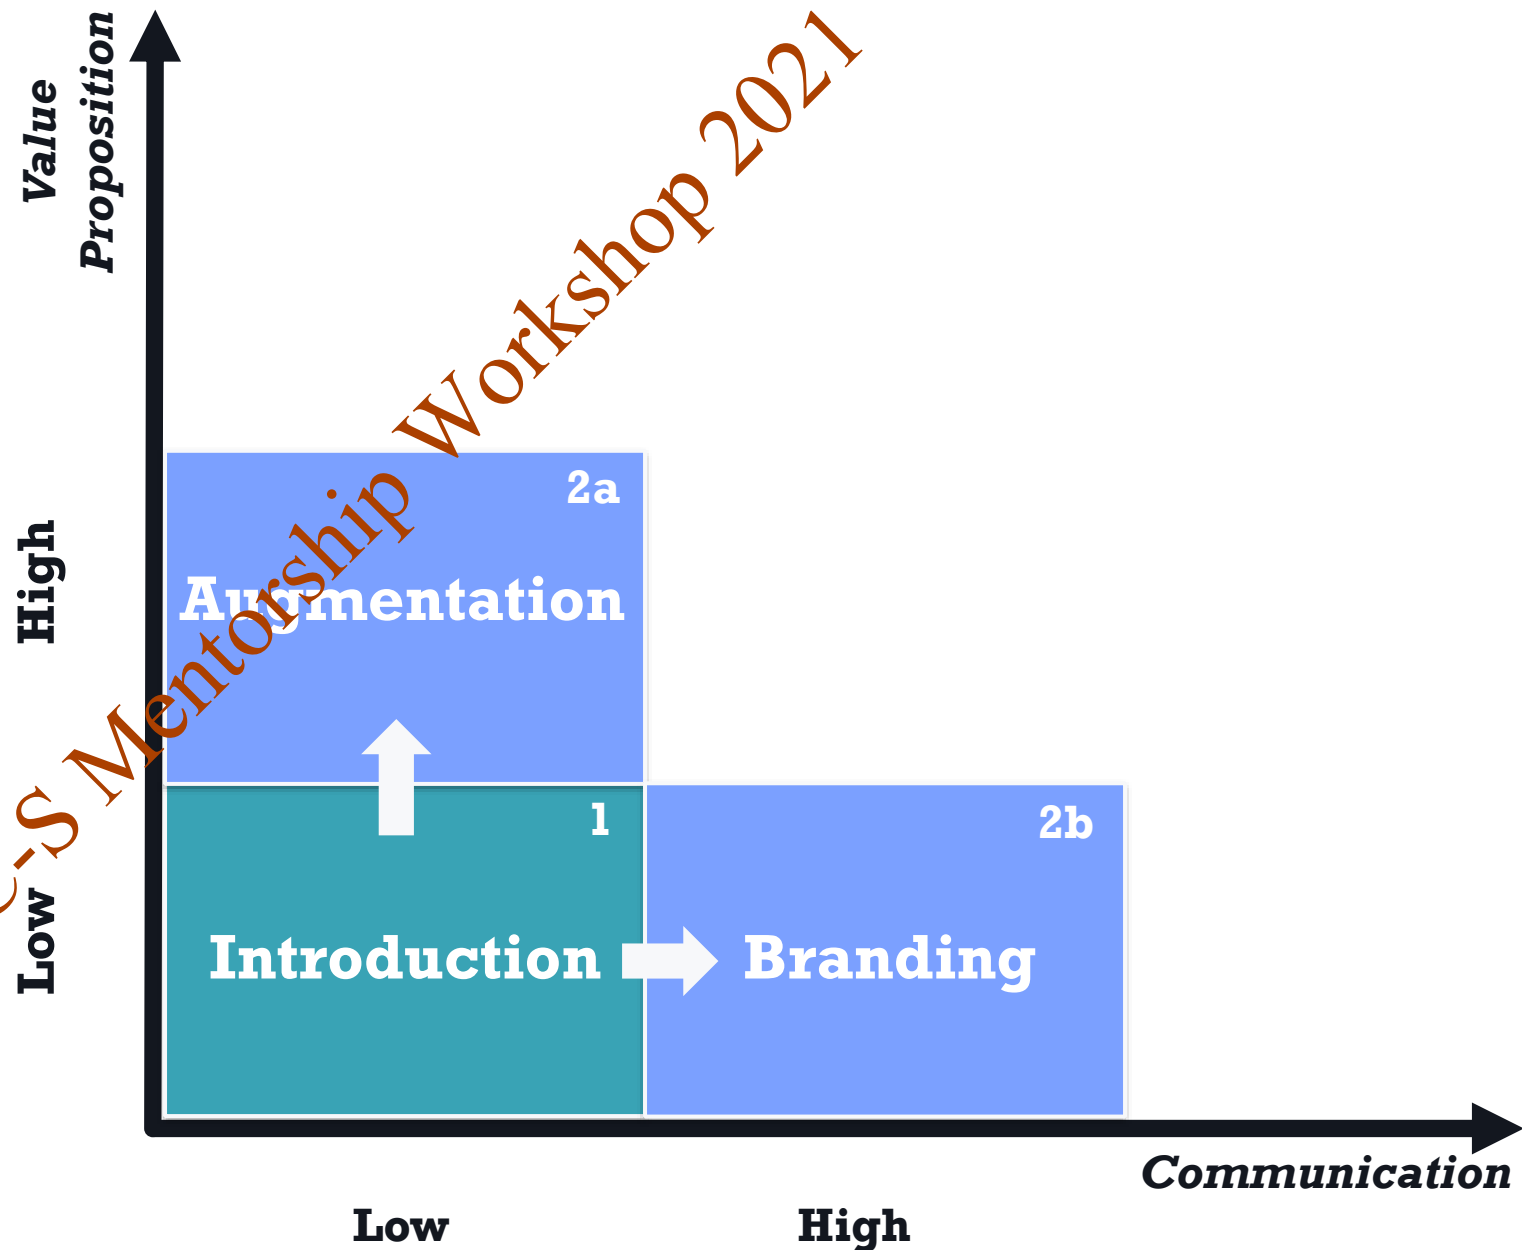 Value
Proposition
-S Mentorship Workshop 2021
High
2a
Augmentation
Low
1
Introduction
2b
Branding
Communication
Low
High